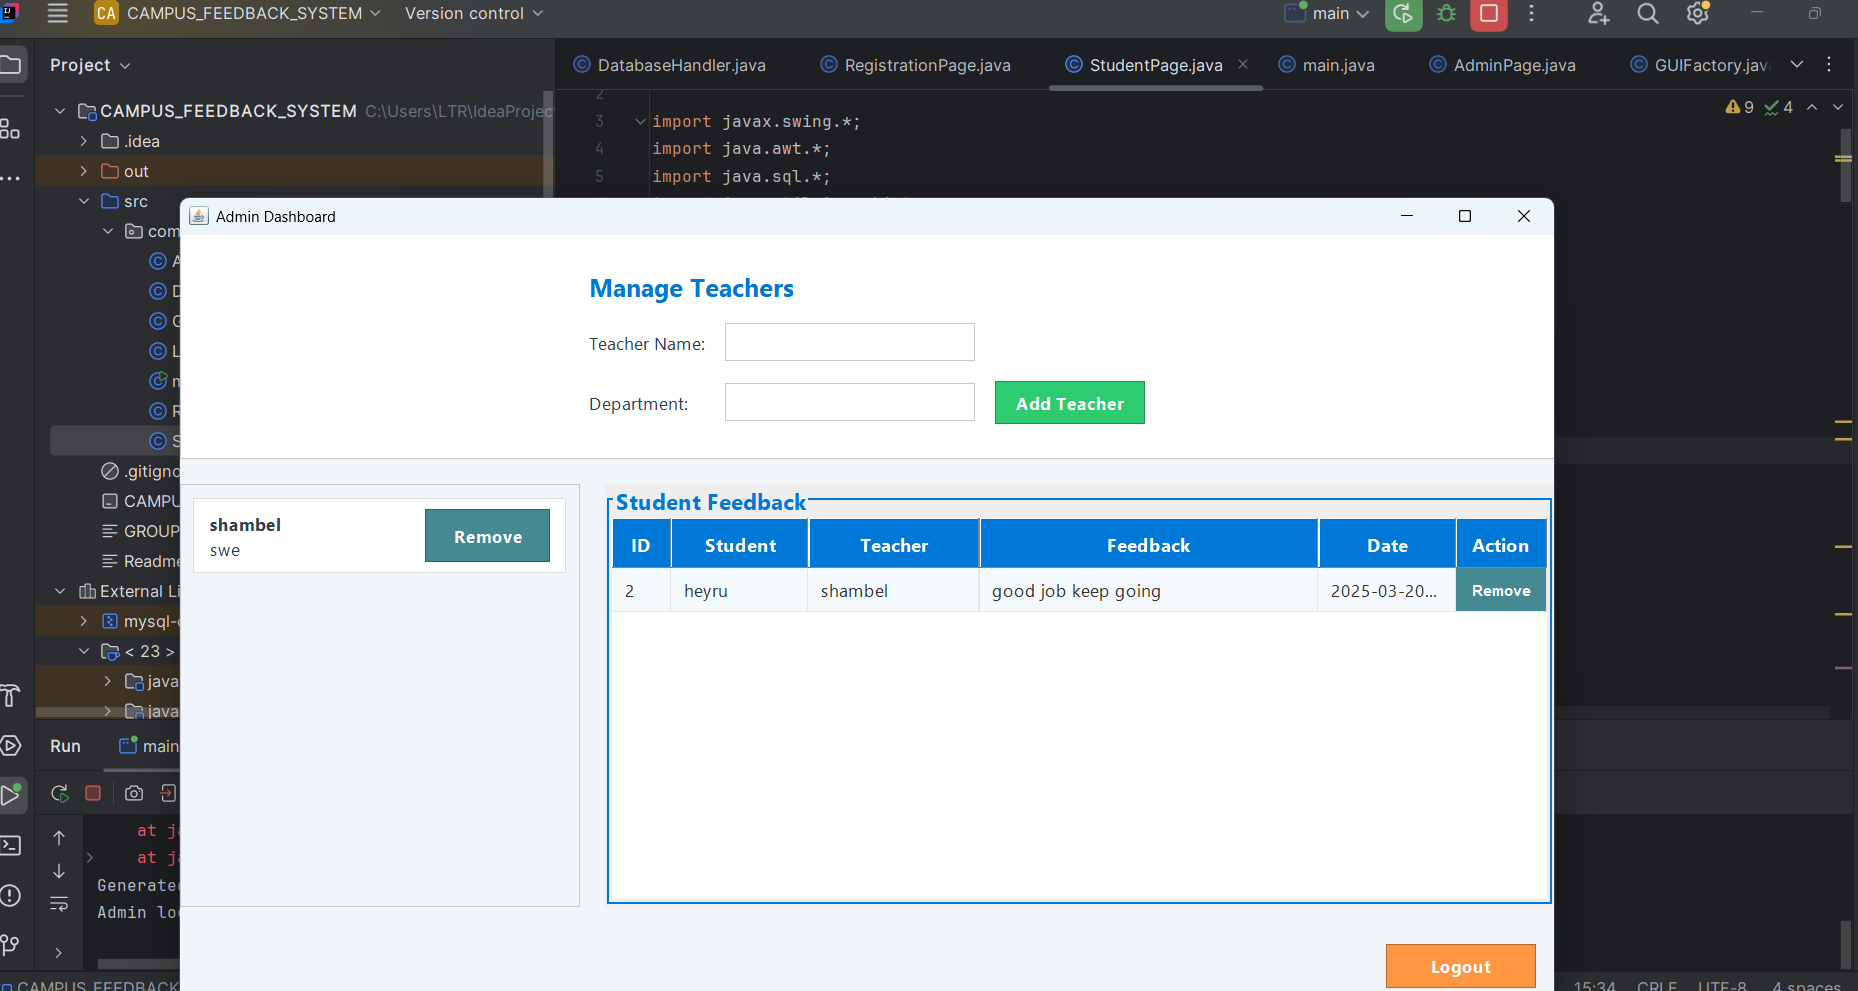 CA CAMPUS_FEEDBACK_SYSTEM Version control main
Project
DatabaseHandler.java RegistrationPage.java StudentPage.java main.java AdminPage.java GUIFactory.jav
CAMPUS_FEEDBACK_SYSTEM C:\Users\LTR\IdeaProjec
.idea
out
src
com
.gitigno
CAMPU
GROUP
Readme
External Li
mysql-
< 23 >
java
java
2
3 import javax.swing.*;
4 import java.awt.*;
5 import java.sql.*;
9 4
Admin Dashboard
Manage Teachers
Teacher Name:
Department:
Add Teacher
shambel
swe
Remove
Student Feedback
ID Student Teacher Feedback Date Action
2 heyru shambel good job keep going 2025-03-20... Remove
Logout
Run main
at ja
at ja
Generate
Admin lo
CAMPUS_FEEDBACK
15:34 CRLF UTF-8 4 spaces